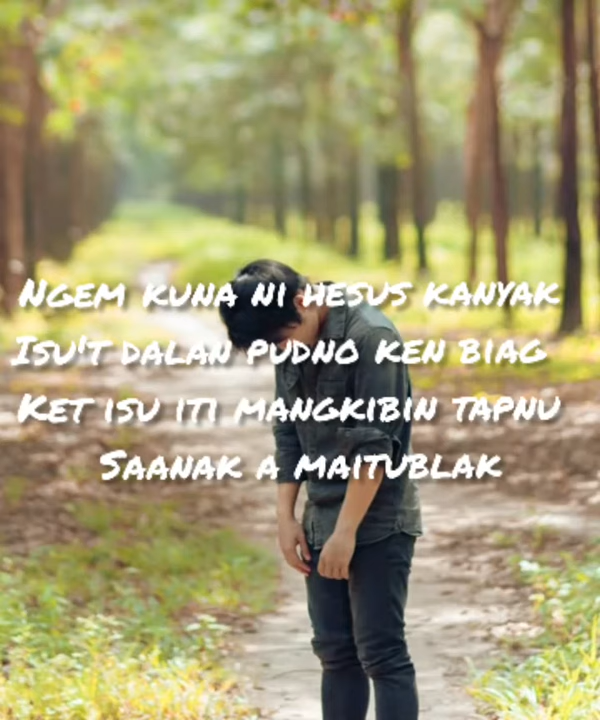 Ngem kuna ni Hesus kanyak
Isu't dalan pudno ken biag
Ket isu iti mangkibin tapnu
Saanak a maitublak